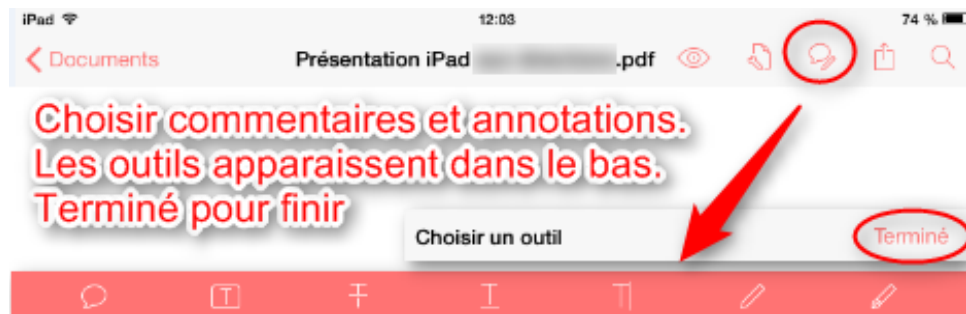 iPad 12:03 74 %
Documents Présentation iPad .pdf
Choisir commentaires et annotations.
Les outils apparaissent dans le bas.
Terminé pour finir
Choisir un outil Terminé
T T T T